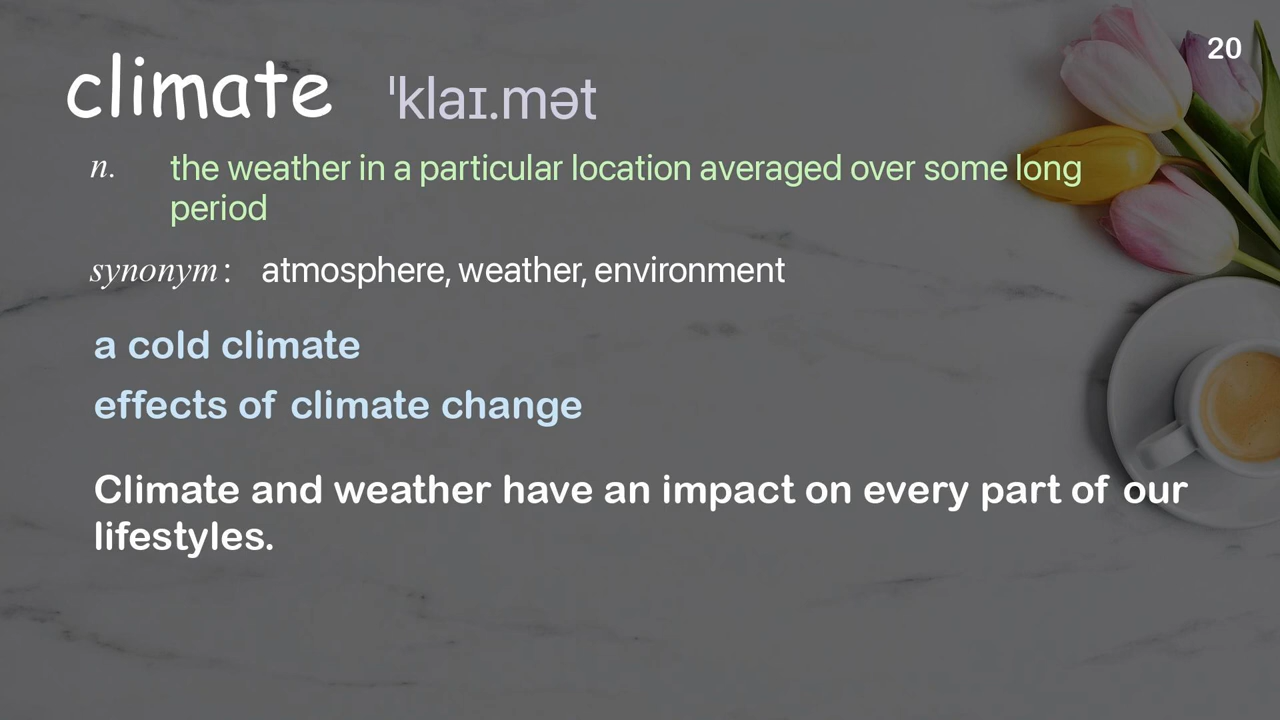 20
climate ˈklaɪ.mət
n. the weather in a particular location averaged over some long
period
synonym: atmosphere, weather, environment
a cold climate
effects of climate change
Climate and weather have an impact on every part of our
lifestyles.